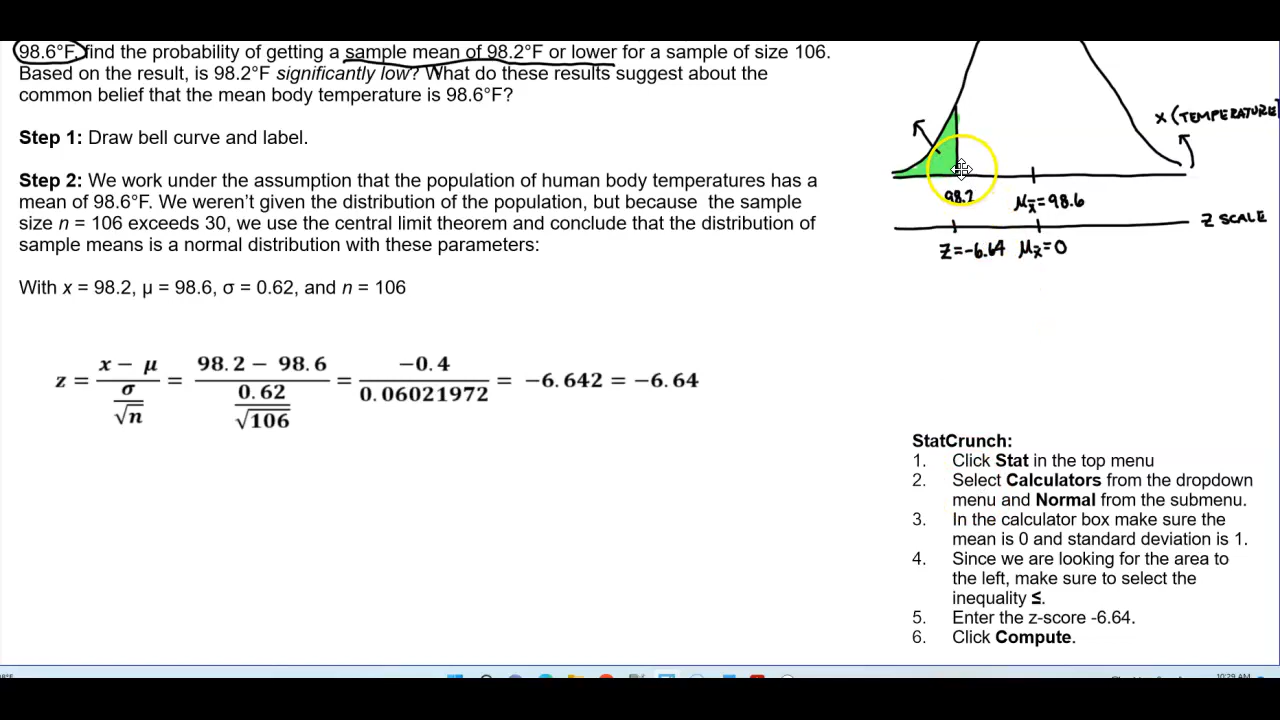 98.6°F, find the probability of getting a sample mean of 98.2°F or lower for a sample of size 106.
Based on the result, is 98.2°F significantly low? What do these results suggest about the
common belief that the mean body temperature is 98.6°F?
Step 1: Draw bell curve and label.
Step 2: We work under the assumption that the population of human body temperatures has a
mean of 98.6°F. We weren’t given the distribution of the population, but because the sample
size n = 106 exceeds 30, we use the central limit theorem and conclude that the distribution of
sample means is a normal distribution with these parameters:
With x = 98.2, μ = 98.6, σ = 0.62, and n = 106
z = (x − μ)/(σ/√n) = (98.2 − 98.6)/(0.62/√106) = −0.4/0.06021972 = −6.642 = −6.64
X (TEMPERATURE)
98.2 μx̄=98.6
Z SCALE
Z=-6.64 μx̄=0
StatCrunch:
1. Click Stat in the top menu
2. Select Calculators from the dropdown
menu and Normal from the submenu.
3. In the calculator box make sure the
mean is 0 and standard deviation is 1.
4. Since we are looking for the area to
the left, make sure to select the
inequality ≤.
5. Enter the z-score -6.64.
6. Click Compute.
10:29 AM